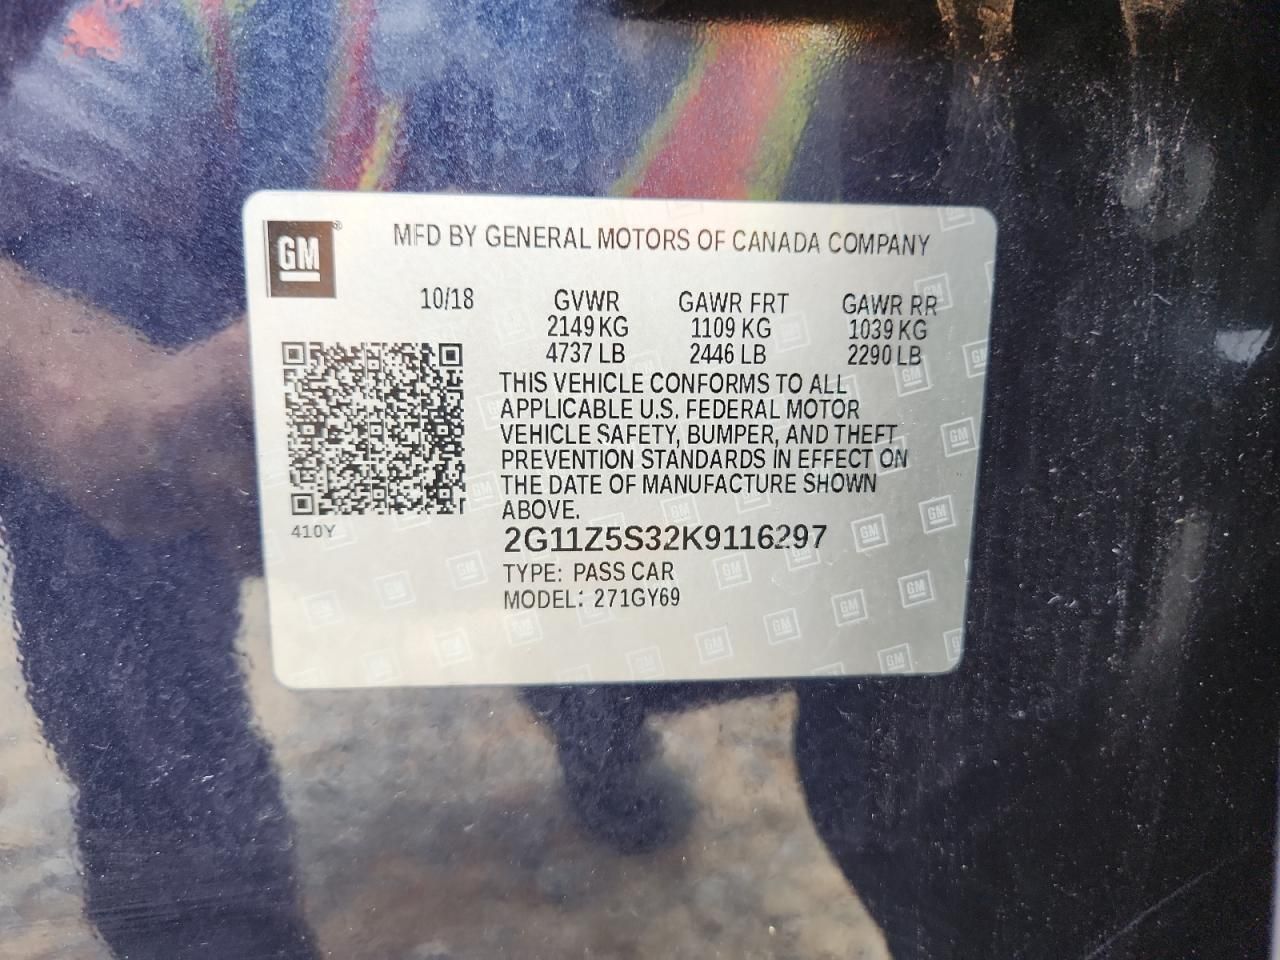 GM ®
MFD BY GENERAL MOTORS OF CANADA COMPANY
10/18 GVWR GAWR FRT GAWR RR
2149 KG 1109 KG 1039 KG
4737 LB 2446 LB 2290 LB
THIS VEHICLE CONFORMS TO ALL
APPLICABLE U.S. FEDERAL MOTOR
VEHICLE SAFETY, BUMPER, AND THEFT
PREVENTION STANDARDS IN EFFECT ON
THE DATE OF MANUFACTURE SHOWN
ABOVE.
410Y
2G11Z5S32K9116297
TYPE: PASS CAR
MODEL: 271GY69